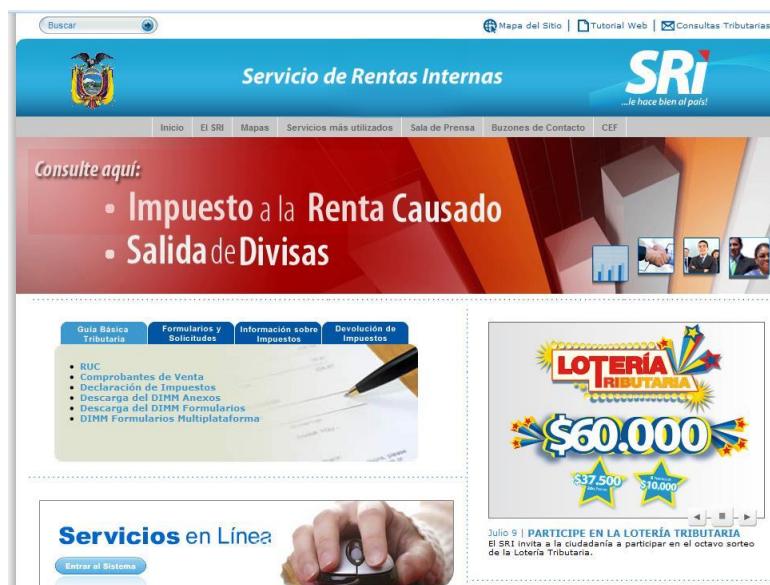 Buscar
Mapa del Sitio | Tutorial Web | Consultas Tributarias
Servicio de Rentas Internas
SRi
...le hace bien al país!
Inicio El SRI Mapas Servicios más utilizados Sala de Prensa Buzones de Contacto CEF
Consulte aquí:
• Impuesto a la Renta Causado
• Salida de Divisas
Guía Básica Tributaria
Formularios y Solicitudes
Información sobre Impuestos
Devolución de Impuestos
• RUC
• Comprobantes de Venta
• Declaración de Impuestos
• Descarga del DIMM Anexos
• Descarga del DIMM Formularios
• DIMM Formularios Multiplataforma
LOTERÍA
TRIBUTARIA
$60.000
$37.500
$10.000
Julio 9 | PARTICIPE EN LA LOTERÍA TRIBUTARIA
El SRI invita a la ciudadanía a participar en el octavo sorteo
de la Lotería Tributaria.
Servicios en Línea
Entrar al Sistema